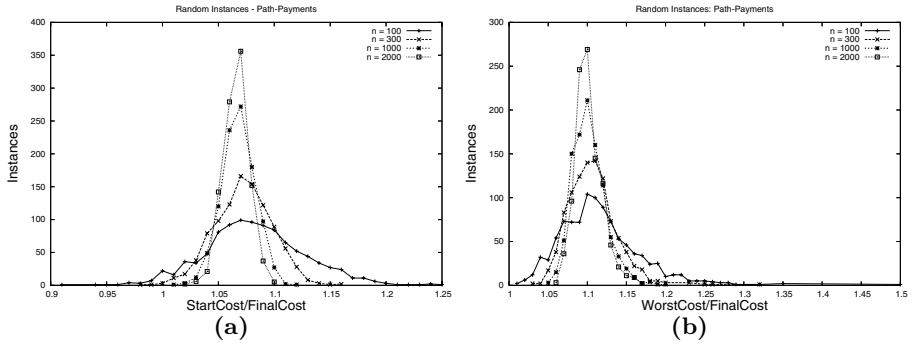 Random Instances - Path-Payments
400
350
300
250
200
150
100
50
0
Instances
n = 100
n = 300
n = 1000
n = 2000
0.9 0.95 1 1.05 1.1 1.15 1.2 1.25
StartCost/FinalCost
(a)
Random Instances: Path-Payments
300
250
200
150
100
50
0
Instances
n = 100
n = 300
n = 1000
n = 2000
1 1.05 1.1 1.15 1.2 1.25 1.3 1.35 1.4 1.45 1.5
WorstCost/FinalCost
(b)